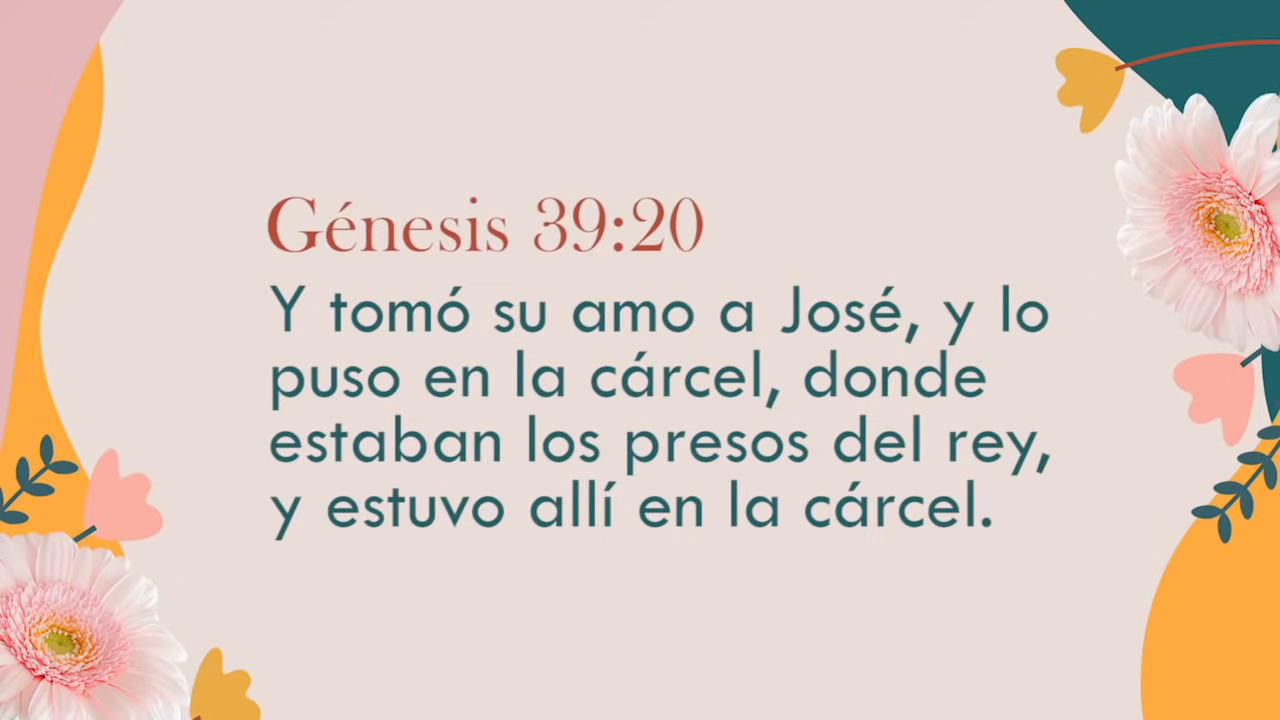 Génesis 39:20
Y tomó su amo a José, y lo
puso en la cárcel, donde
estaban los presos del rey,
y estuvo allí en la cárcel.